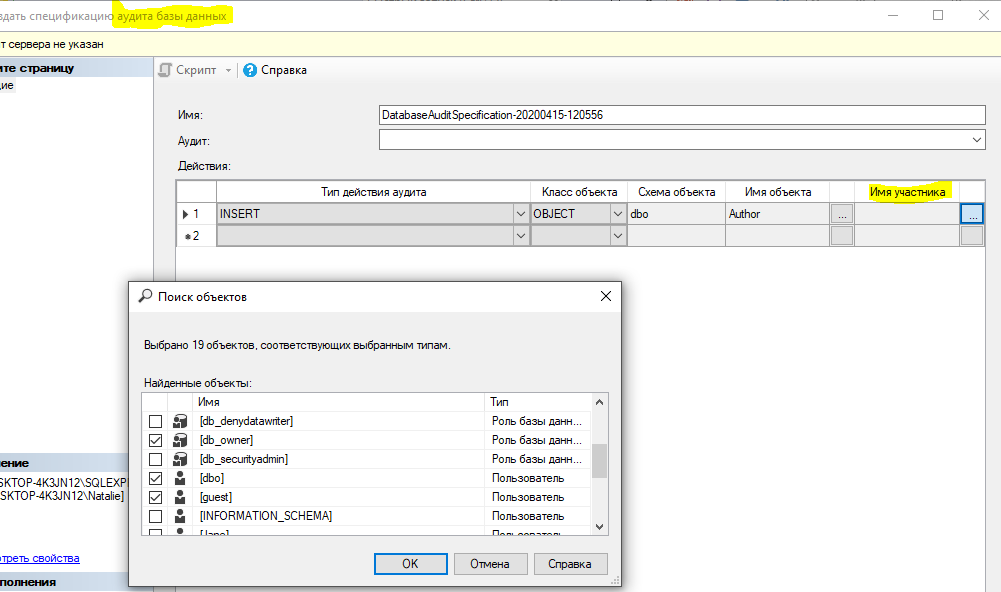 здать спецификацию аудита базы данных
т сервера не указан
те страницу
ие
Скрипт Справка
Имя: DatabaseAuditSpecification-20200415-120556
Аудит:
Действия:
Тип действия аудита Класс объекта Схема объекта Имя объекта Имя участника
1 INSERT OBJECT dbo Author ... ...
*2
Поиск объектов
Выбрано 19 объектов, соответствующих выбранным типам.
Найденные объекты:
Имя Тип
[db_denydatawriter] Роль базы данн...
[db_owner] Роль базы данн...
[db_securityadmin] Роль базы данн...
[dbo] Пользователь
[guest] Пользователь
[INFORMATION_SCHEMA] Пользователь
OK Отмена Справка
ение
SKTOP-4K3JN12\SQLEXP
SKTOP-4K3JN12\Natalie]
треть свойства
полнения